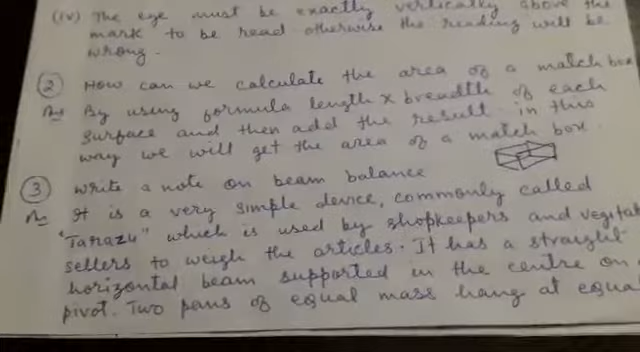 (iv) The eye must be exactly vertically above the
mark to be read otherwise the reading will be
wrong.
2 How can we calculate the area of a match box
Ans By using formula length x breadth of each
surface and then add the result. in this
way we will get the area of a match box.
3 write a note on beam balance
Ans It is a very simple device, commonly called
"Tarazu" which is used by shopkeepers and vegetab
sellers to weigh the articles. It has a straight
horizontal beam supported in the centre on
pivot. Two pans of equal mass hang at equal